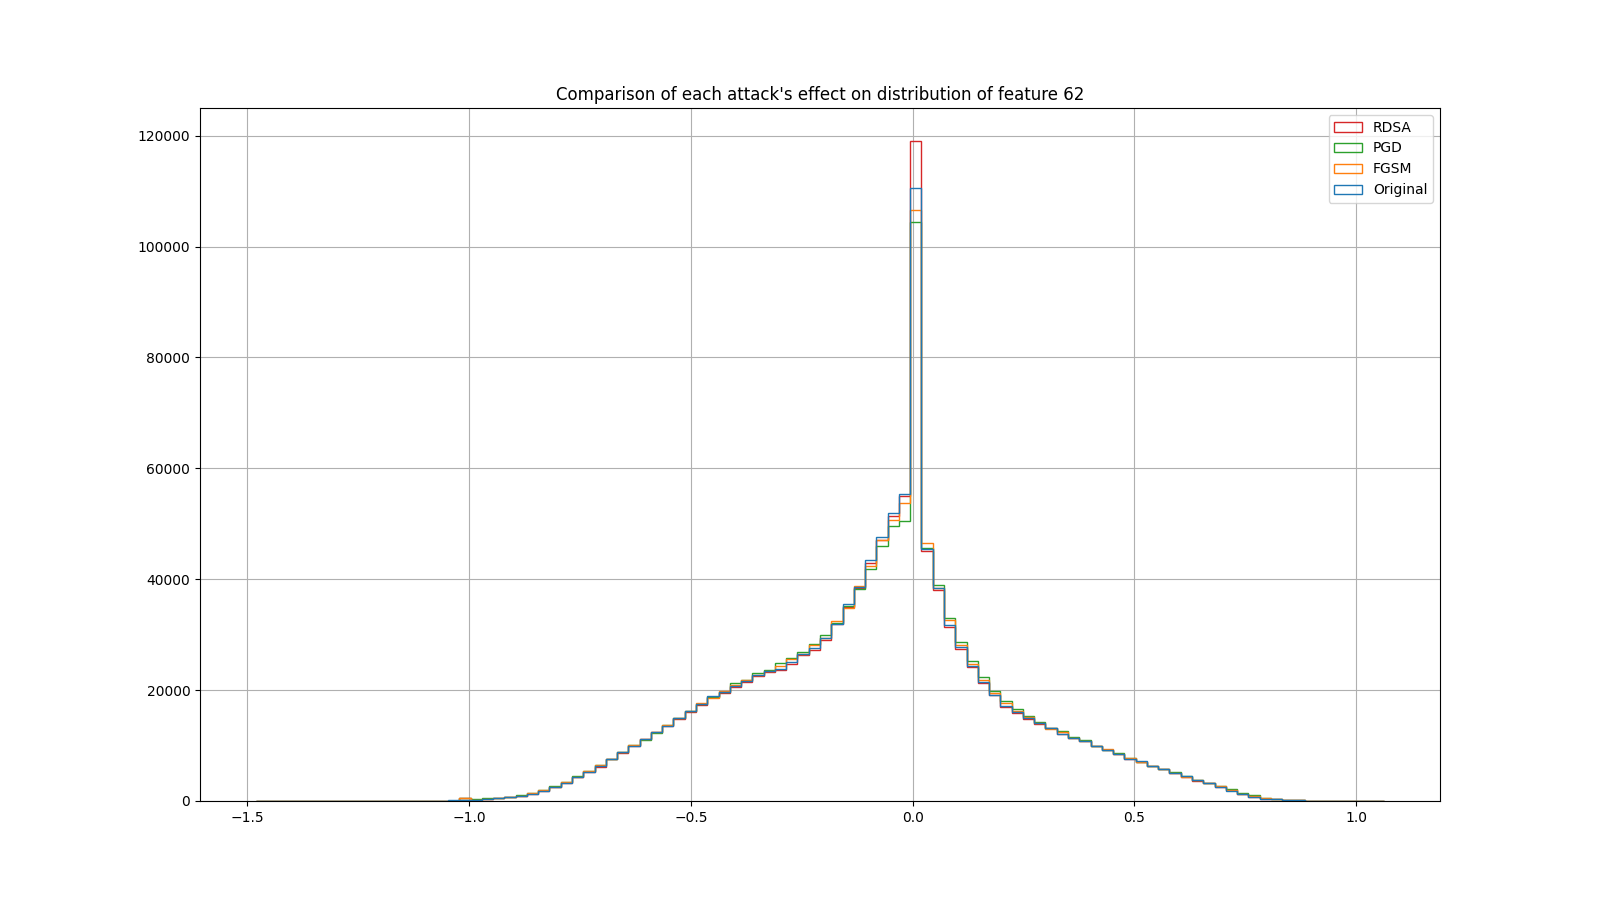 Comparison of each attack's effect on distribution of feature 62
RDSA
PGD
FGSM
Original
120000
100000
80000
60000
40000
20000
0
−1.5
−1.0
−0.5
0.0
0.5
1.0